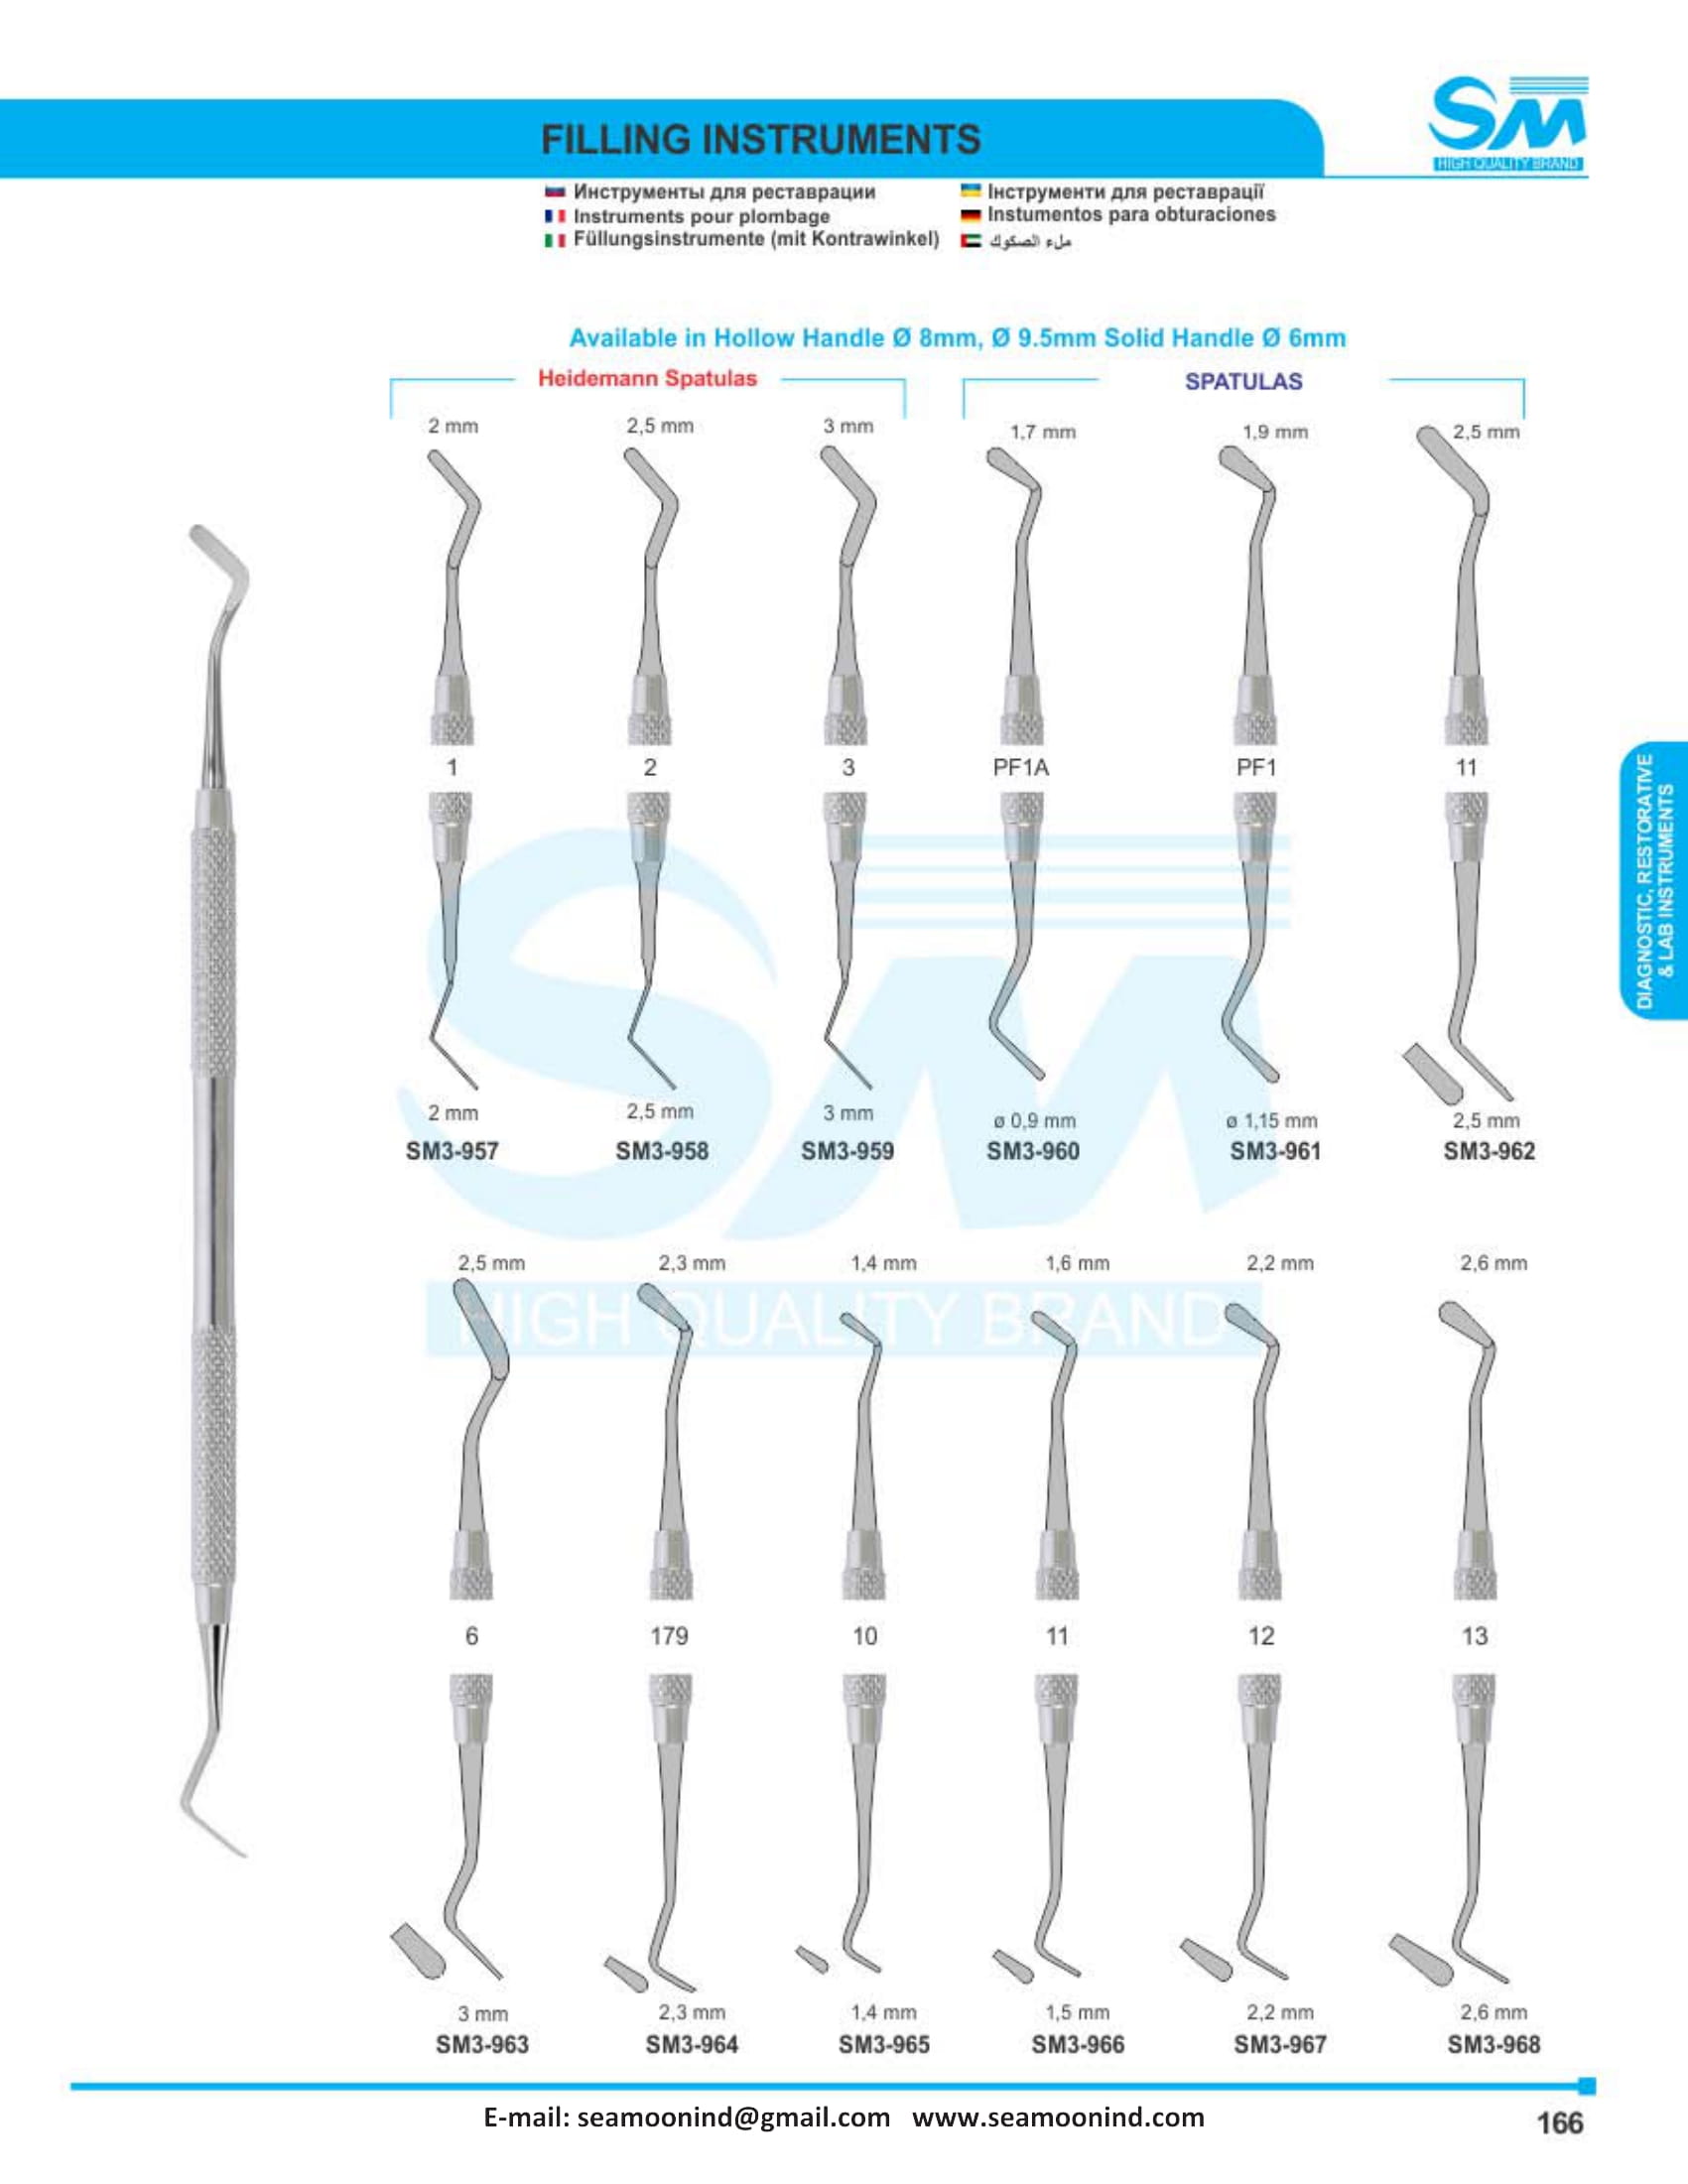 SM
HIGH QUALITY BRAND
FILLING INSTRUMENTS
Инструменты для реставрации
Instruments pour plombage
Füllungsinstrumente (mit Kontrawinkel)
Інструменти для реставрації
Instumentos para obturaciones
ملء الصكوك
Available in Hollow Handle Ø 8mm, Ø 9.5mm Solid Handle Ø 6mm
Heidemann Spatulas
SPATULAS
2 mm 2,5 mm 3 mm 1,7 mm 1,9 mm 2,5 mm
1 2 3 PF1A PF1 11
DIAGNOSTIC, RESTORATIVE
& LAB INSTRUMENTS
2 mm 2,5 mm 3 mm ø 0,9 mm ø 1,15 mm 2,5 mm
SM3-957 SM3-958 SM3-959 SM3-960 SM3-961 SM3-962
SM
HIGH QUALITY BRAND
2,5 mm 2,3 mm 1,4 mm 1,6 mm 2,2 mm 2,6 mm
6 179 10 11 12 13
3 mm 2,3 mm 1,4 mm 1,5 mm 2,2 mm 2,6 mm
SM3-963 SM3-964 SM3-965 SM3-966 SM3-967 SM3-968
E-mail: seamoonind@gmail.com www.seamoonind.com
166